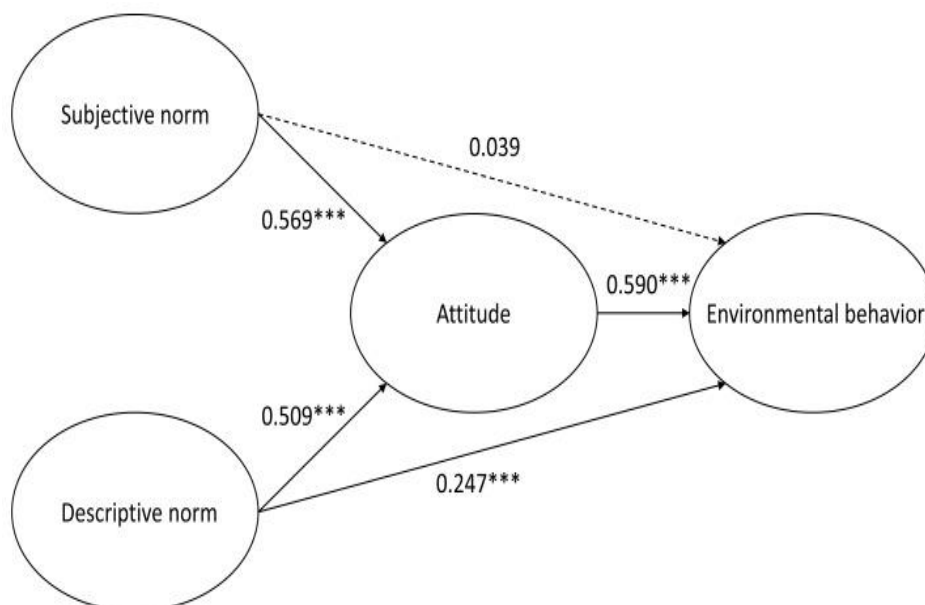 Subjective norm
0.039
0.569***
0.590***
Attitude
Environmental behavior
0.509***
0.247***
Descriptive norm